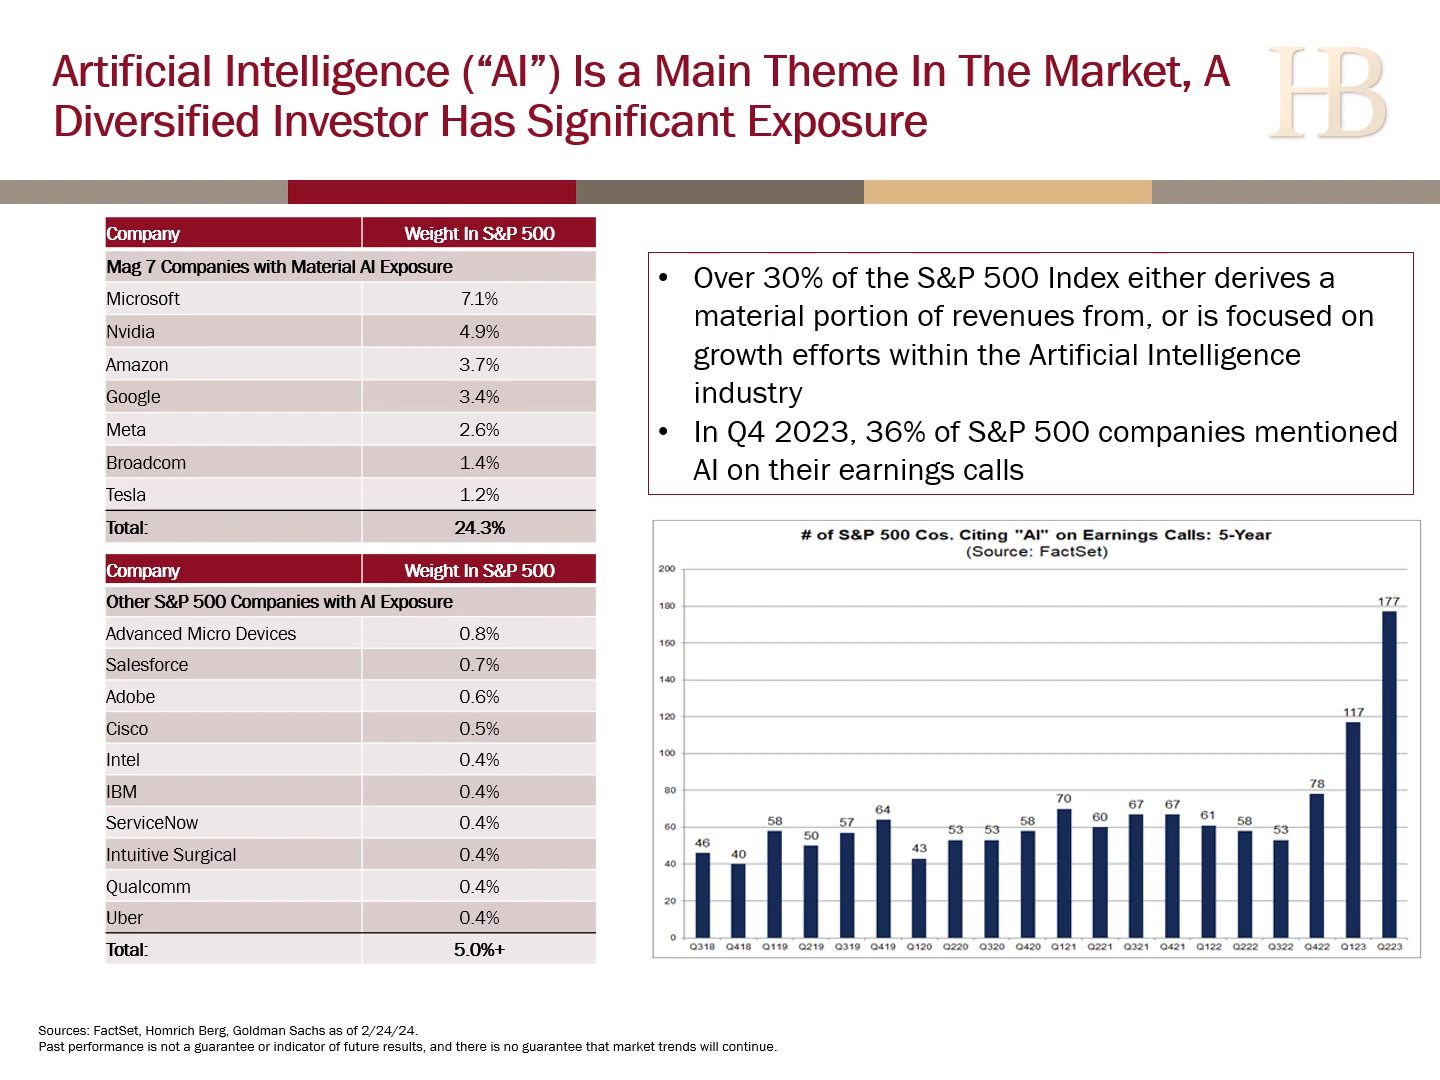 Artificial Intelligence (“AI”) Is a Main Theme In The Market, A
Diversified Investor Has Significant Exposure
HB
Company Weight In S&P 500
Mag 7 Companies with Material AI Exposure
Microsoft 7.1%
Nvidia 4.9%
Amazon 3.7%
Google 3.4%
Meta 2.6%
Broadcom 1.4%
Tesla 1.2%
Total: 24.3%
Company Weight In S&P 500
Other S&P 500 Companies with AI Exposure
Advanced Micro Devices 0.8%
Salesforce 0.7%
Adobe 0.6%
Cisco 0.5%
Intel 0.4%
IBM 0.4%
ServiceNow 0.4%
Intuitive Surgical 0.4%
Qualcomm 0.4%
Uber 0.4%
Total: 5.0%+
• Over 30% of the S&P 500 Index either derives a
material portion of revenues from, or is focused on
growth efforts within the Artificial Intelligence
industry
• In Q4 2023, 36% of S&P 500 companies mentioned
AI on their earnings calls
# of S&P 500 Cos. Citing "AI" on Earnings Calls: 5-Year
(Source: FactSet)
200
180
160
140
120
100
80
60
40
20
0
46 40 58 50 57 64 43 53 53 58 70 60 67 67 61 58 53 78 117 177
Q318 Q418 Q119 Q219 Q319 Q419 Q120 Q220 Q320 Q420 Q121 Q221 Q321 Q421 Q122 Q222 Q322 Q422 Q123 Q223
Sources: FactSet, Homrich Berg, Goldman Sachs as of 2/24/24.
Past performance is not a guarantee or indicator of future results, and there is no guarantee that market trends will continue.